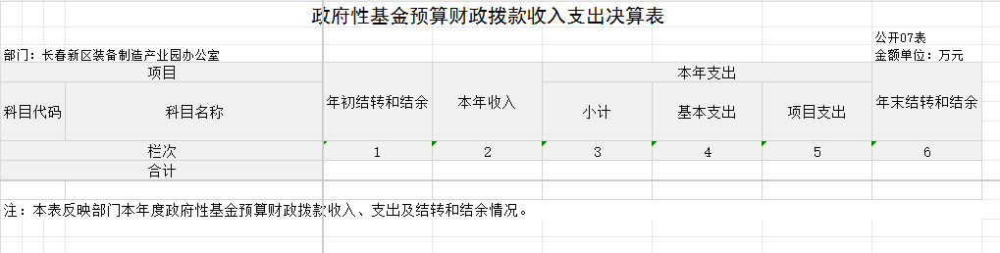 政府性基金预算财政拨款收入支出决算表
公开07表
部门：长春新区装备制造产业园办公室 金额单位：万元
项目 本年支出
科目代码 科目名称 年初结转和结余 本年收入 小计 基本支出 项目支出 年末结转和结余
栏次 1 2 3 4 5 6
合计
注：本表反映部门本年度政府性基金预算财政拨款收入、支出及结转和结余情况。